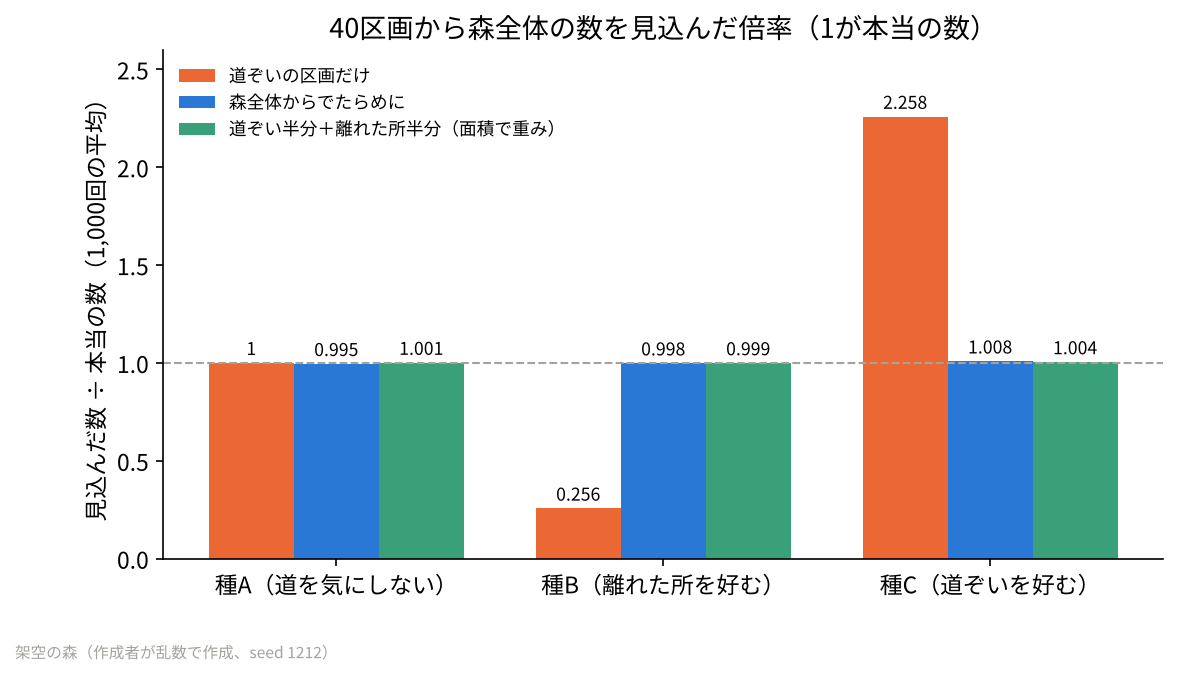 40区画から森全体の数を見込んだ倍率（1が本当の数）
見込んだ数 ÷ 本当の数（1,000回の平均）
2.5
2.0
1.5
1.0
0.5
0.0
道ぞいの区画だけ
森全体からでたらめに
道ぞい半分＋離れた所半分（面積で重み）
1
0.995
1.001
0.256
0.998
0.999
2.258
1.008
1.004
種A（道を気にしない）
種B（離れた所を好む）
種C（道ぞいを好む）
架空の森（作成者が乱数で作成、seed 1212）